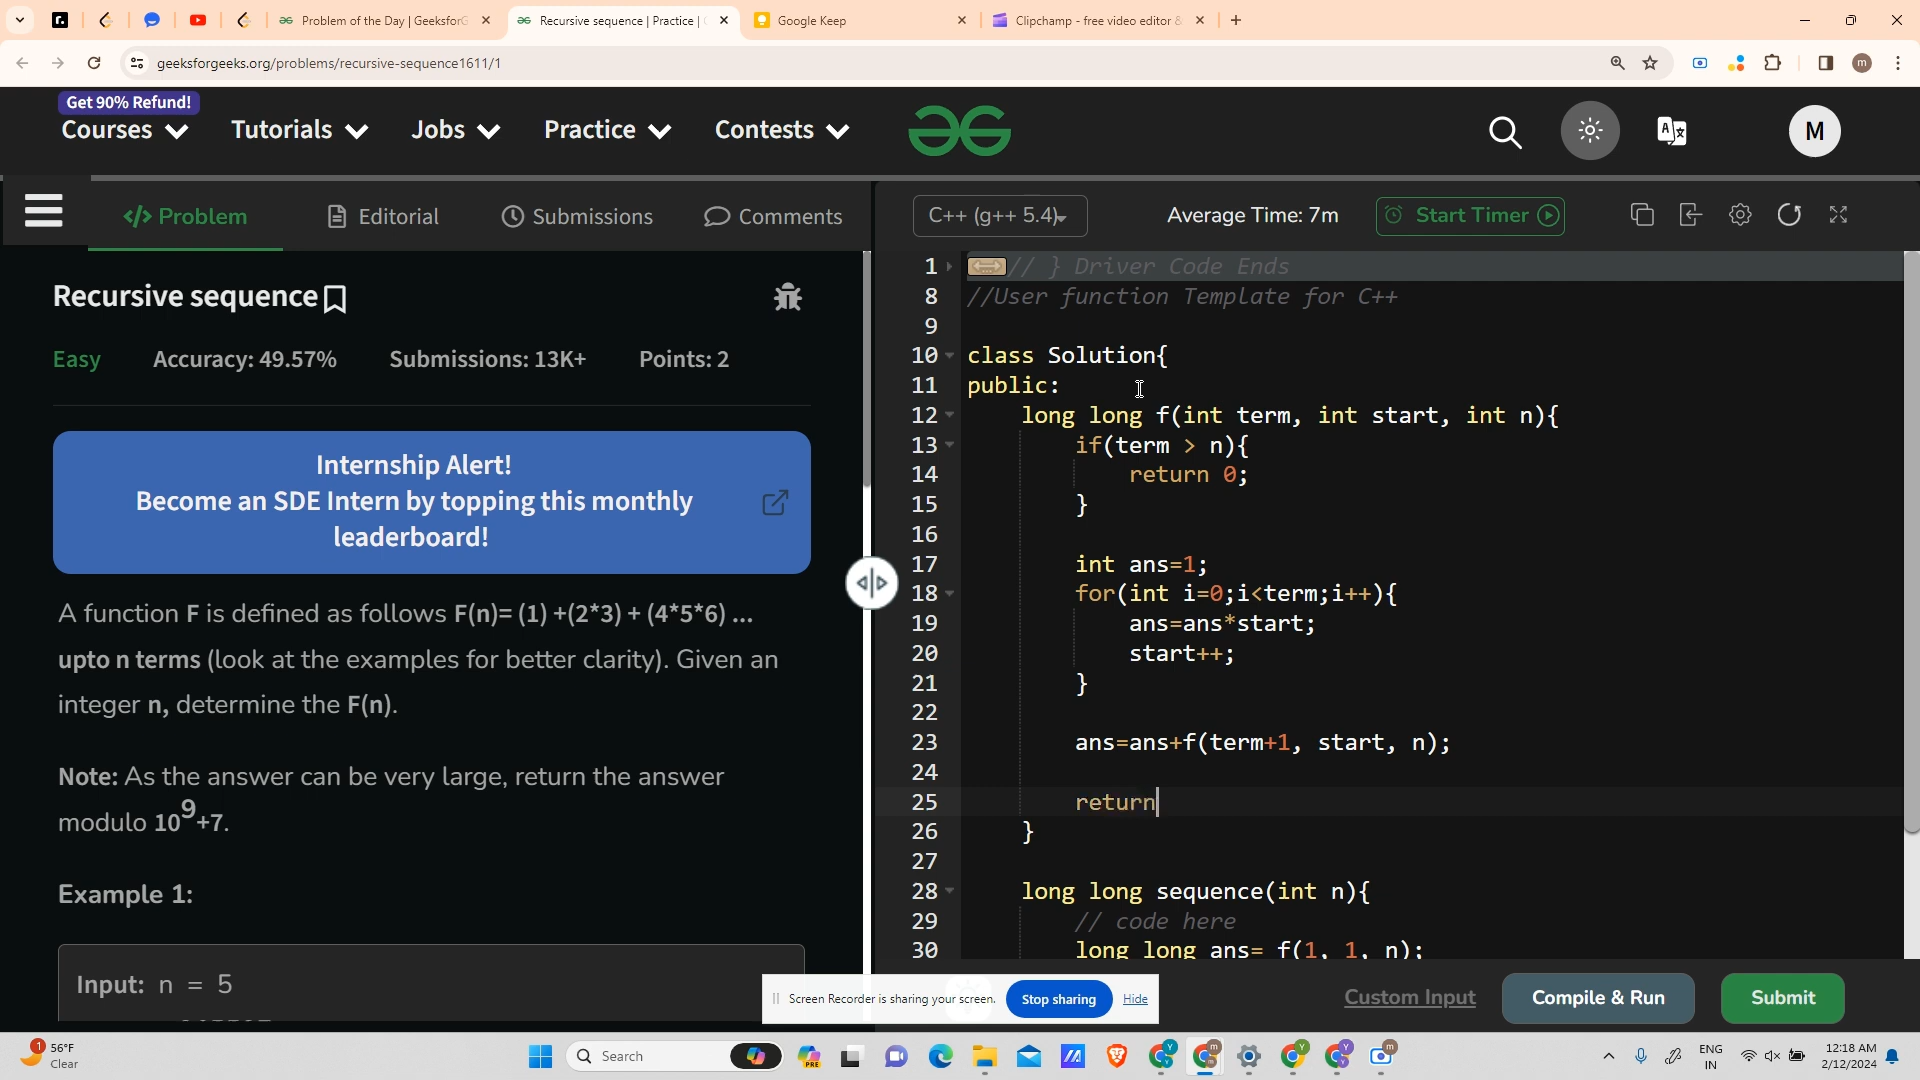 Problem of the Day | GeeksforG
Recursive sequence | Practice |
Google Keep
Clipchamp - free video editor &
geeksforgeeks.org/problems/recursive-sequence1611/1
m
Get 90% Refund!
Courses
Tutorials
Jobs
Practice
Contests
M
</> Problem
Editorial
Submissions
Comments
C++ (g++ 5.4)
Average Time: 7m
Start Timer
Recursive sequence
Easy
Accuracy: 49.57%
Submissions: 13K+
Points: 2
Internship Alert!
Become an SDE Intern by topping this monthly
leaderboard!
A function F is defined as follows F(n)= (1) +(2*3) + (4*5*6) ...
upto n terms (look at the examples for better clarity). Given an
integer n, determine the F(n).
Note: As the answer can be very large, return the answer
modulo 10^9+7.
Example 1:
Input: n = 5
1 // } Driver Code Ends
8 //User function Template for C++
9
10 class Solution{
11 public:
12 long long f(int term, int start, int n){
13 if(term > n){
14 return 0;
15 }
16
17 int ans=1;
18 for(int i=0;i<term;i++){
19 ans=ans*start;
20 start++;
21 }
22
23 ans=ans+f(term+1, start, n);
24
25 return
26 }
27
28 long long sequence(int n){
29 // code here
30 long long ans= f(1, 1, n);
Screen Recorder is sharing your screen.
Stop sharing
Hide
Custom Input
Compile & Run
Submit
1
56°F
Clear
Search
PRE
ENG
IN
12:18 AM
2/12/2024